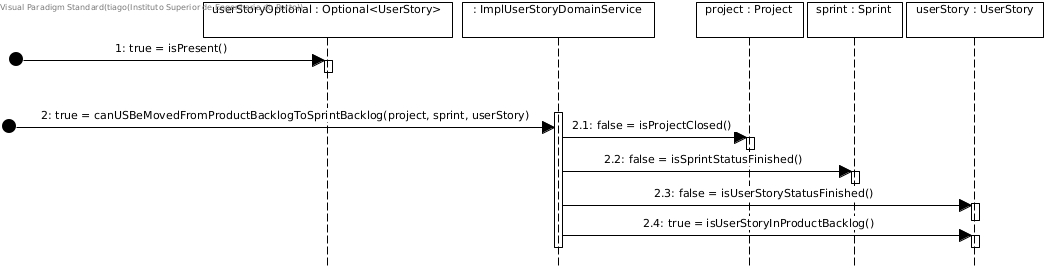 Visual Paradigm Standard(tiago(Instituto Superior de
userStoryOptional : Optional<UserStory>
: ImplUserStoryDomainService
project : Project
sprint : Sprint
userStory : UserStory
1: true = isPresent()
2: true = canUSBeMovedFromProductBacklogToSprintBacklog(project, sprint, userStory)
2.1: false = isProjectClosed()
2.2: false = isSprintStatusFinished()
2.3: false = isUserStoryStatusFinished()
2.4: true = isUserStoryInProductBacklog()